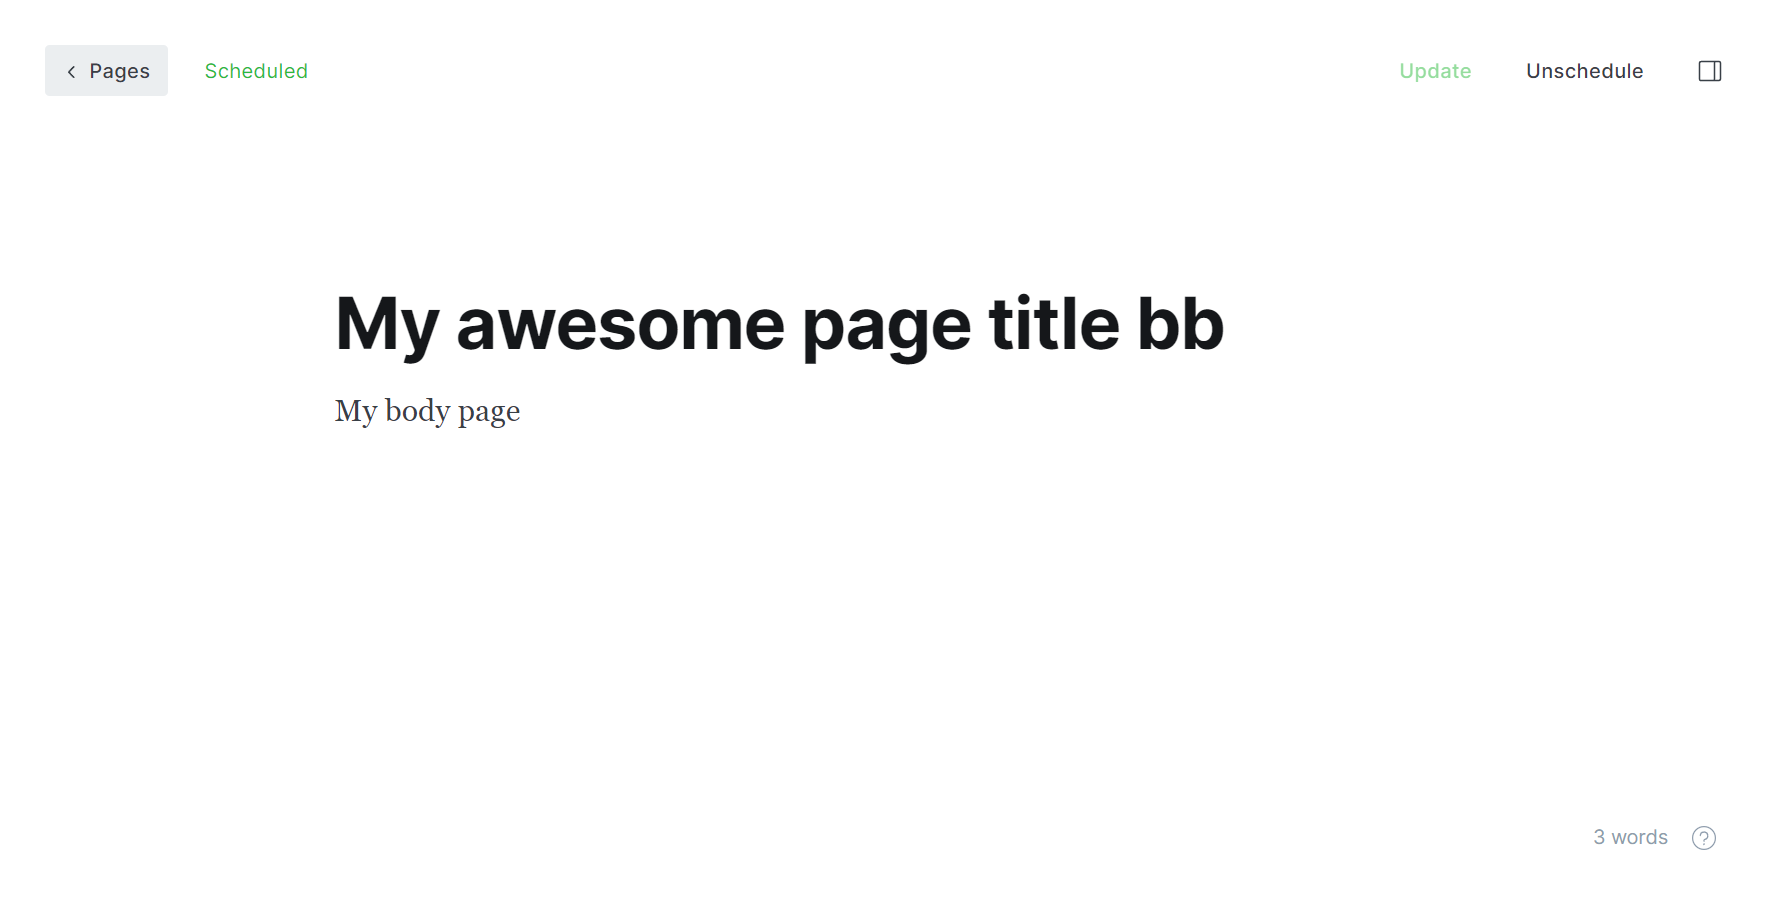 Pages
Scheduled
Update
Unschedule
My awesome page title bb
My body page
3 words
?